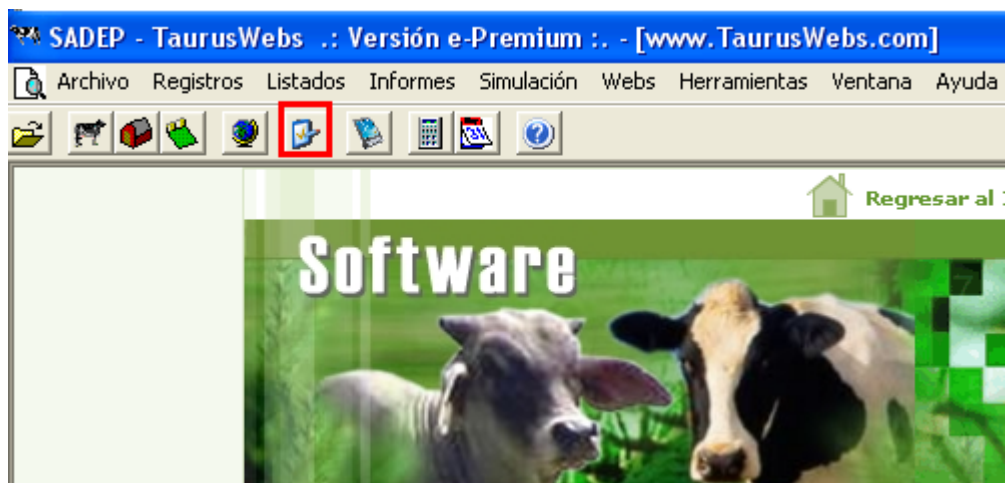 SADEP - TaurusWebs .: Versión e-Premium :. - [www.TaurusWebs.com]
Archivo Registros Listados Informes Simulación Webs Herramientas Ventana Ayuda
Regresar al
Software